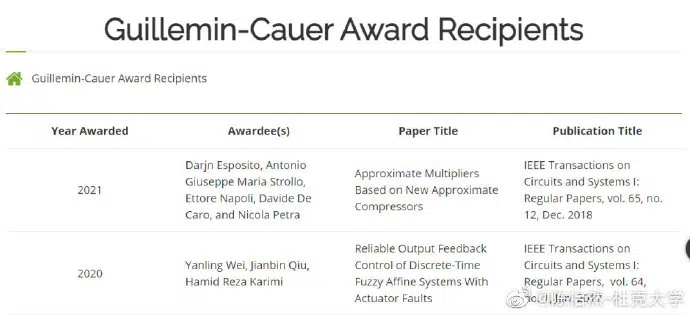 Guillemin-Cauer Award Recipients
Guillemin-Cauer Award Recipients
Year Awarded Awardee(s) Paper Title Publication Title
2021
Darjn Esposito, Antonio
Giuseppe Maria Strollo,
Ettore Napoli, Davide De
Caro, and Nicola Petra
Approximate Multipliers
Based on New Approximate
Compressors
IEEE Transactions on
Circuits and Systems I:
Regular Papers, vol. 65, no.
12, Dec. 2018
2020
Yanling Wei, Jianbin Qiu,
Hamid Reza Karimi
Reliable Output Feedback
Control of Discrete-Time
Fuzzy Affine Systems With
Actuator Faults
IEEE Transactions on
Circuits and Systems I:
Regular Papers, vol. 64,
no. 1, Jan. 2017
杜克大学